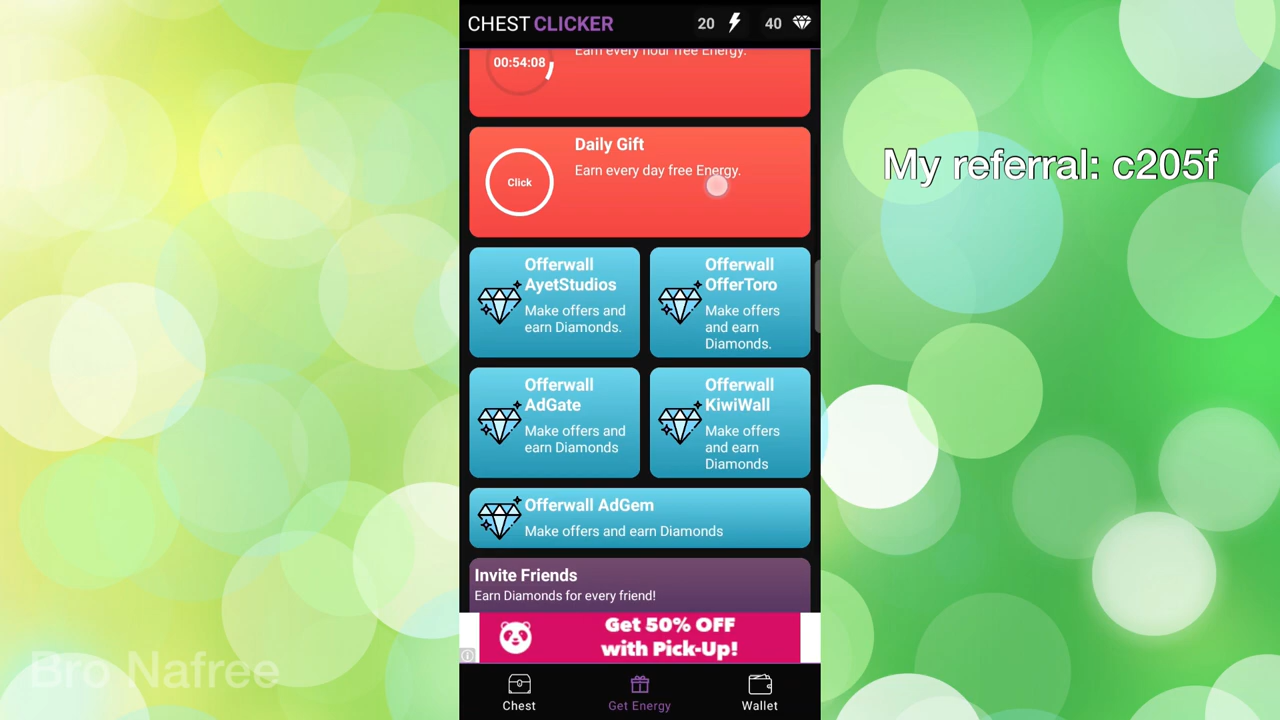 CHEST CLICKER
20
40
Earn every hour free Energy.
00:54:08
Daily Gift
Earn every day free Energy.
Click
My referral: c205f
Offerwall
AyetStudios
Make offers and
earn Diamonds.
Offerwall
OfferToro
Make offers
and earn
Diamonds.
Offerwall
AdGate
Make offers and
earn Diamonds
Offerwall
KiwiWall
Make offers
and earn
Diamonds
Offerwall AdGem
Make offers and earn Diamonds
Invite Friends
Earn Diamonds for every friend!
Get 50% OFF
with Pick-Up!
Bro Nafree
Chest
Get Energy
Wallet